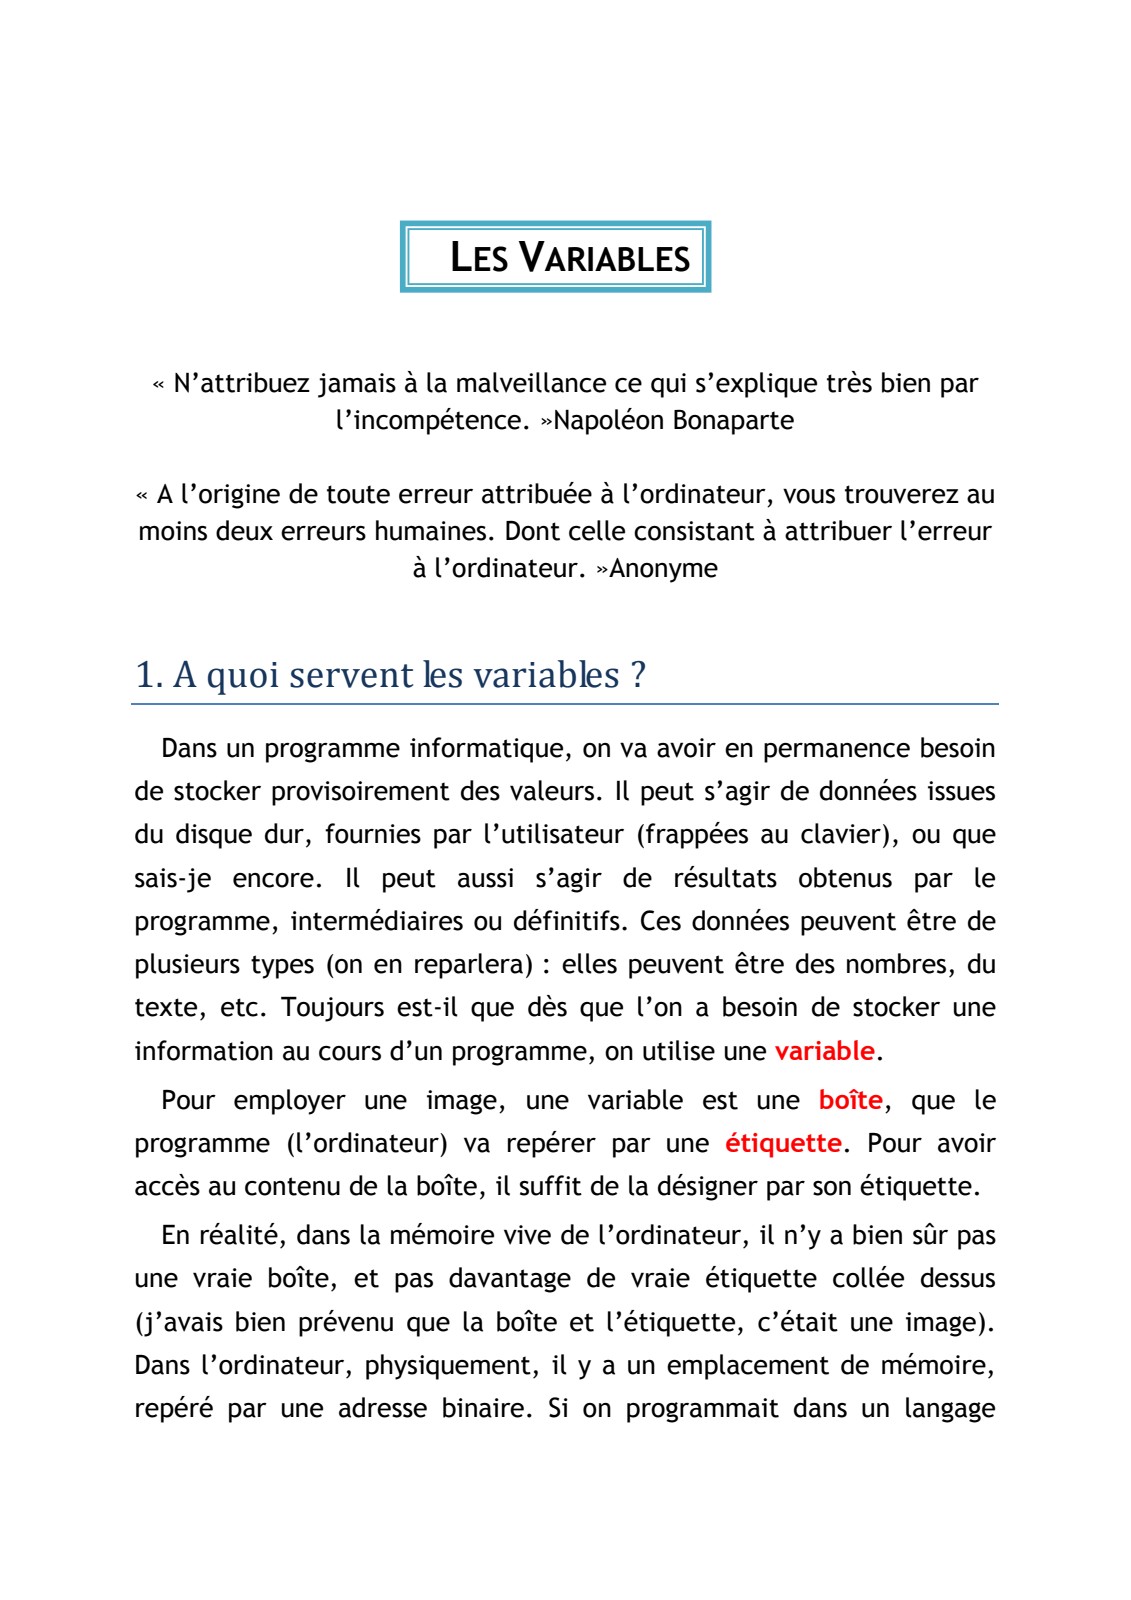 LES VARIABLES
« N’attribuez jamais à la malveillance ce qui s’explique très bien par
l’incompétence. »Napoléon Bonaparte
« A l’origine de toute erreur attribuée à l’ordinateur, vous trouverez au
moins deux erreurs humaines. Dont celle consistant à attribuer l’erreur
à l’ordinateur. »Anonyme
1. A quoi servent les variables ?
Dans un programme informatique, on va avoir en permanence besoin
de stocker provisoirement des valeurs. Il peut s’agir de données issues
du disque dur, fournies par l’utilisateur (frappées au clavier), ou que
sais-je encore. Il peut aussi s’agir de résultats obtenus par le
programme, intermédiaires ou définitifs. Ces données peuvent être de
plusieurs types (on en reparlera) : elles peuvent être des nombres, du
texte, etc. Toujours est-il que dès que l’on a besoin de stocker une
information au cours d’un programme, on utilise une variable.
Pour employer une image, une variable est une boîte, que le
programme (l’ordinateur) va repérer par une étiquette. Pour avoir
accès au contenu de la boîte, il suffit de la désigner par son étiquette.
En réalité, dans la mémoire vive de l’ordinateur, il n’y a bien sûr pas
une vraie boîte, et pas davantage de vraie étiquette collée dessus
(j’avais bien prévenu que la boîte et l’étiquette, c’était une image).
Dans l’ordinateur, physiquement, il y a un emplacement de mémoire,
repéré par une adresse binaire. Si on programmait dans un langage